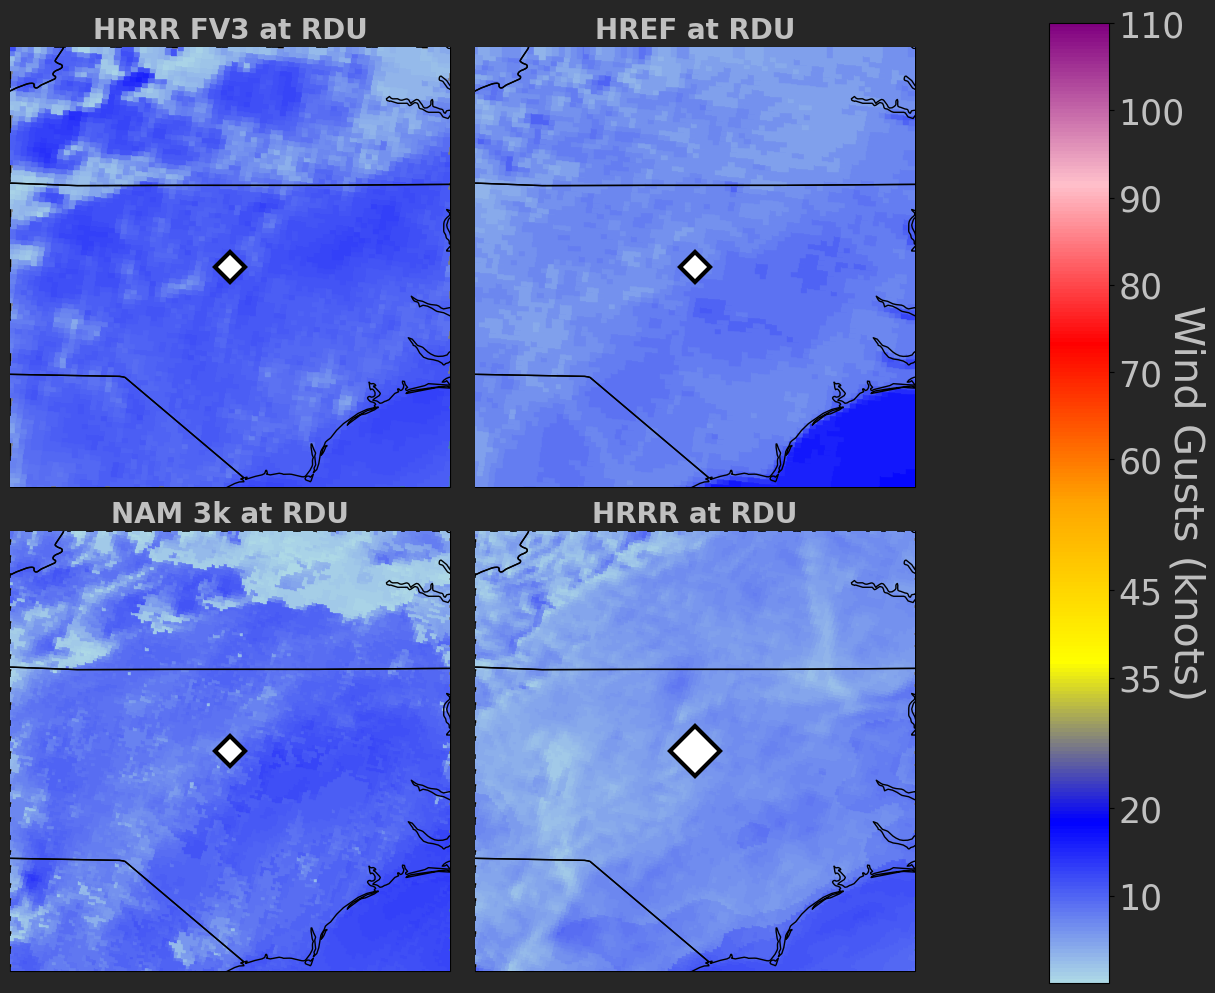 HRRR FV3 at RDU
HREF at RDU
NAM 3k at RDU
HRRR at RDU
110
100
90
80
70
60
45
35
20
10
Wind Gusts (knots)